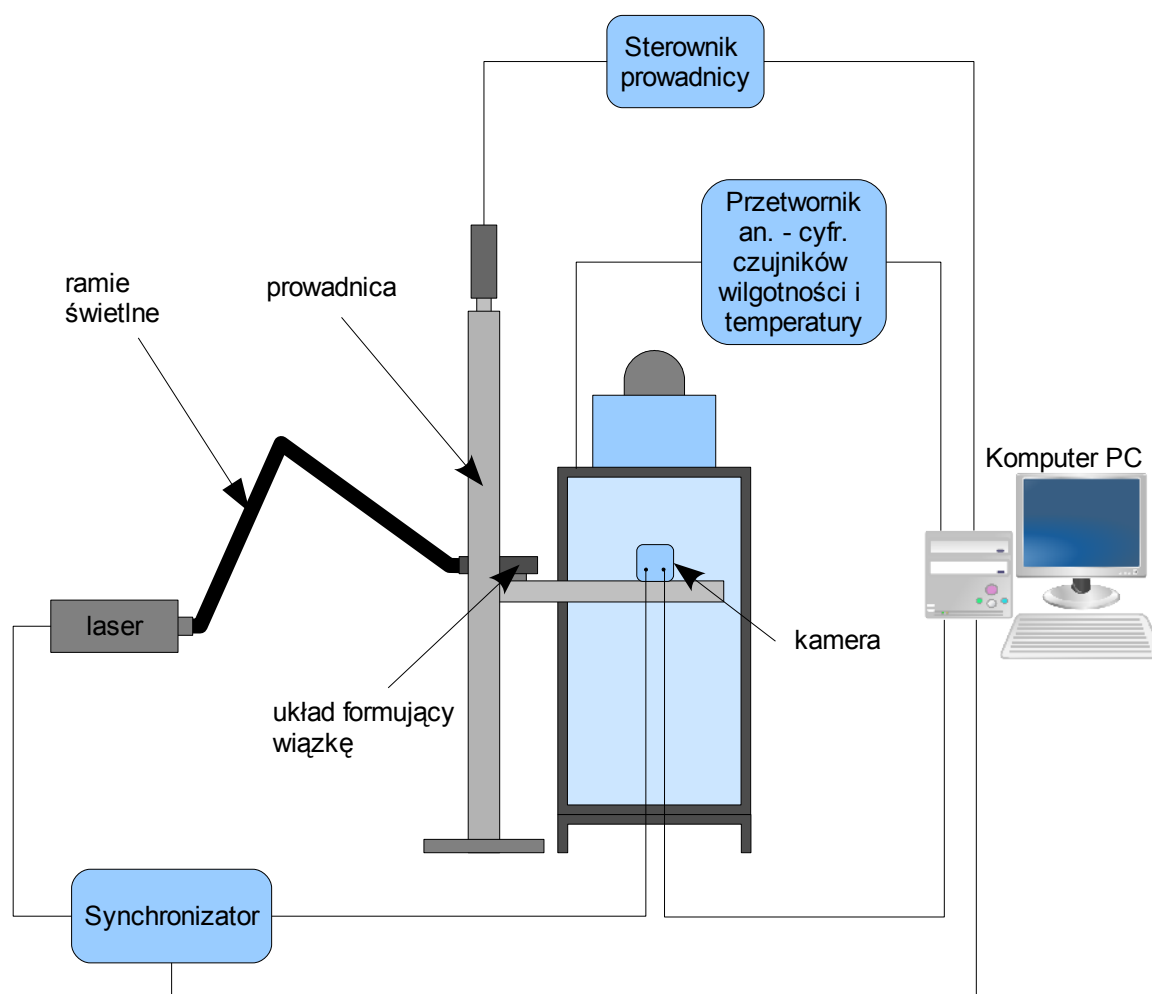 Sterownik
prowadnicy
Przetwornik
an. - cyfr.
czujników
wilgotności i
temperatury
ramie
świetlne
prowadnica
Komputer PC
laser
kamera
układ formujący
wiązkę
Synchronizator